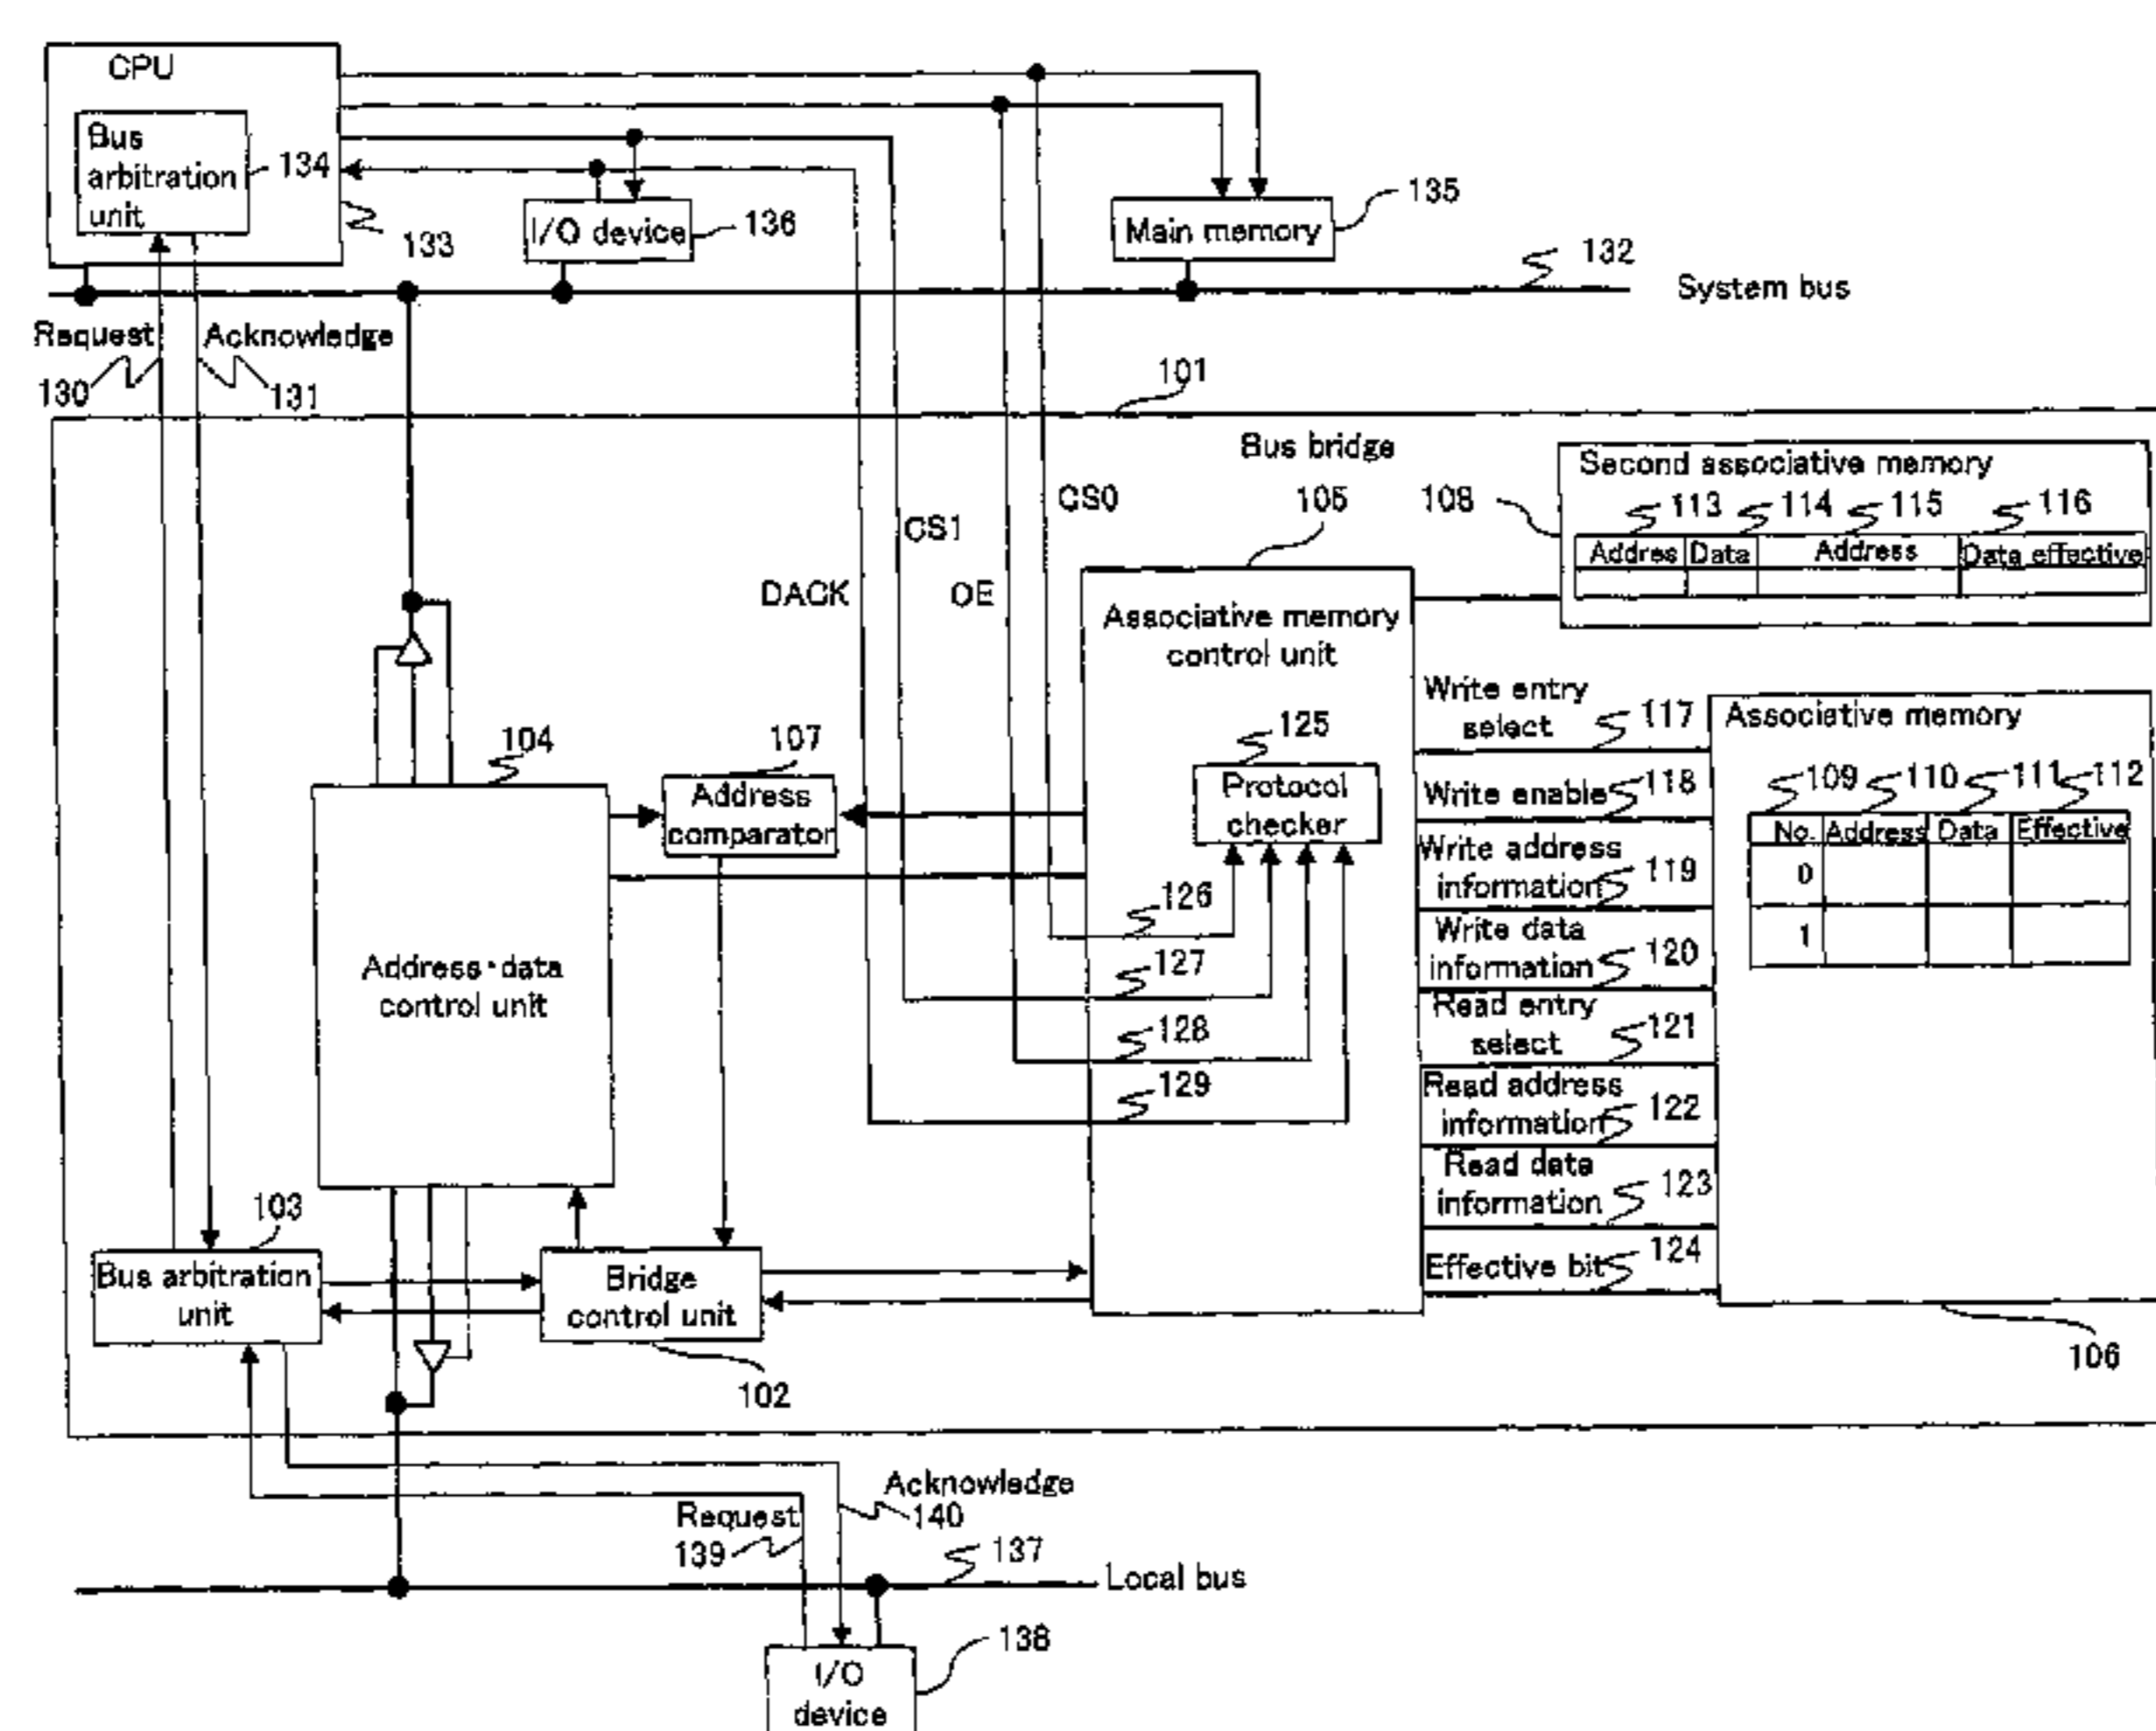 CPU
Bus
arbitration
unit
134
133
I/O device
136
Main memory
135
132
System bus
Request
Acknowledge
130
131
101
Bus bridge
CS0
CS1
DACK
OE
105
108
Second associative memory
113 114 115 116
Addres Data Address Data effective
Associative memory
control unit
125
Protocol
checker
126
127
128
129
Write entry
select
117
Write enable
118
Write address
information
119
Write data
information
120
Read entry
select
121
Read address
information
122
Read data
information
123
Effective bit
124
Associative memory
109 110 111 112
No. Address Data Effective
0
1
106
104
Address·data
control unit
107
Address
comparator
103
Bus arbitration
unit
Bridge
control unit
102
Acknowledge
140
Request
139
137
Local bus
138
I/O
device